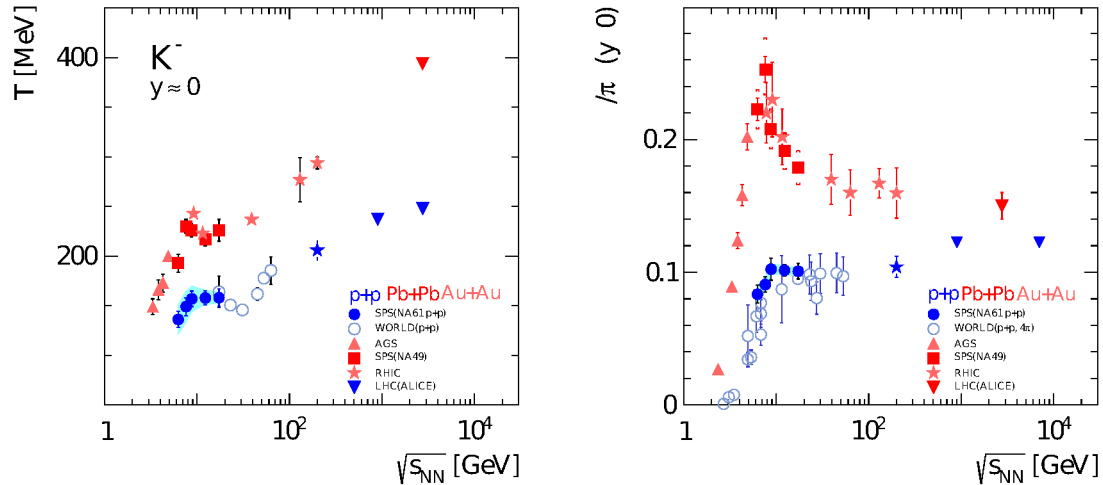 T [MeV]
400
200
K⁻
y ≈ 0
p+p Pb+Pb Au+Au
SPS(NA61 p+p)
WORLD(p+p)
AGS
SPS(NA49)
RHIC
LHC(ALICE)
1 10 10² 10⁴
√s_NN [GeV]
/π (y 0)
0.2
0.1
0
p+p Pb+Pb Au+Au
SPS(NA61 p+p)
WORLD(p+p, 4π)
AGS
SPS(NA49)
RHIC
LHC(ALICE)
1 10 10² 10⁴
√s_NN [GeV]